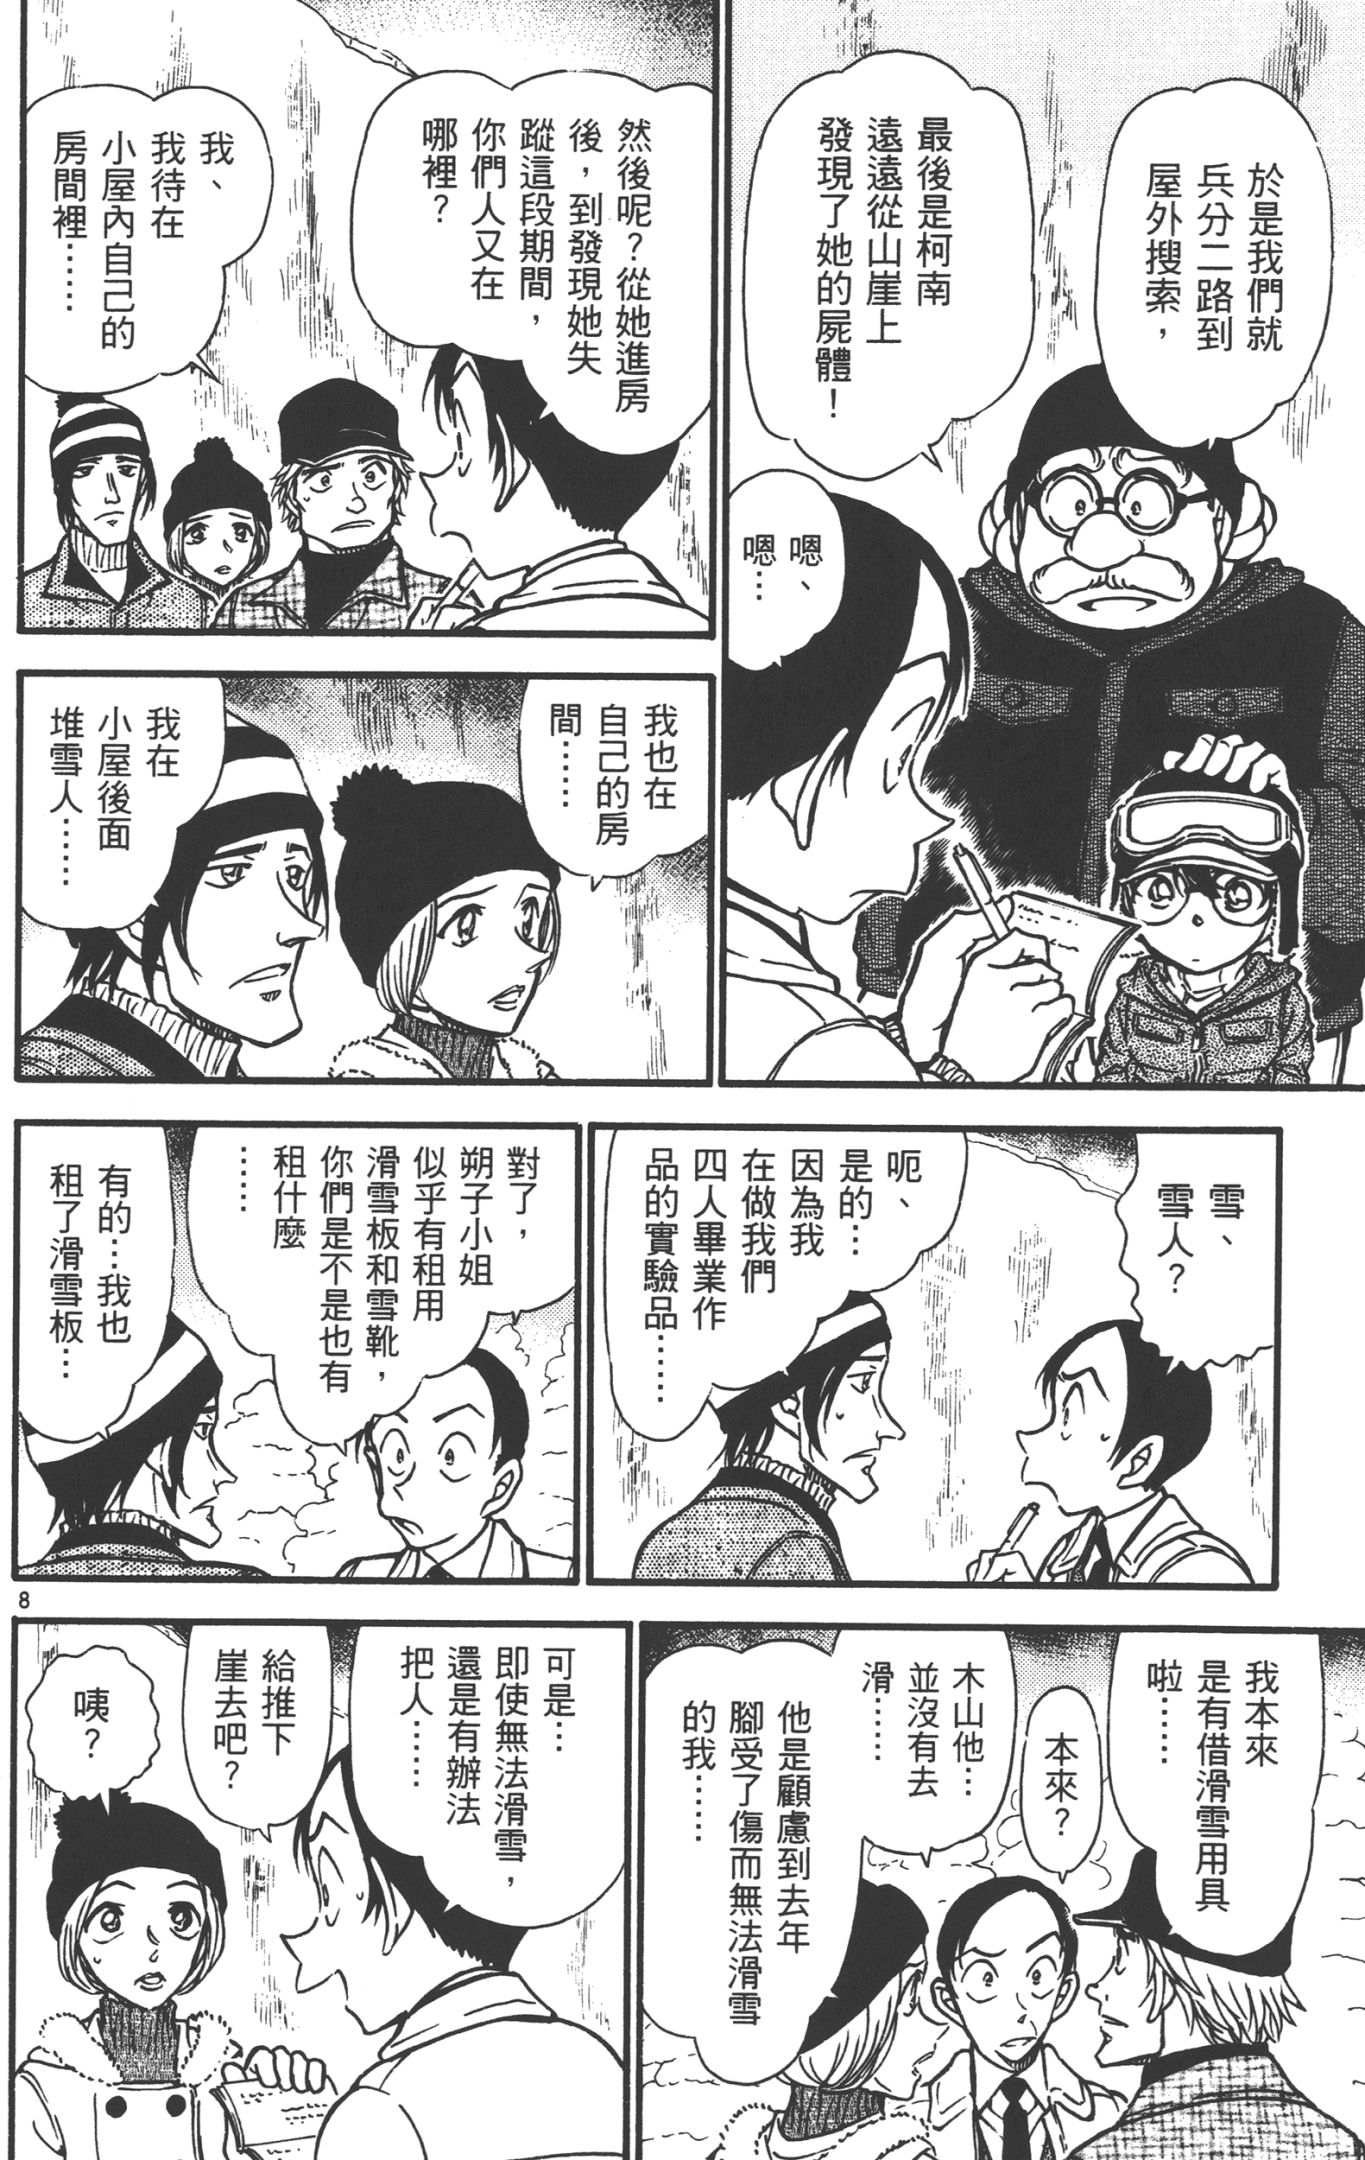 於是我們就
兵分二路到
屋外搜索，
最後是柯南
遠遠從山崖上
發現了她的屍體！
嗯、
嗯…
然後呢？從她進房
後，到發現她失
蹤這段期間，
你們人又在
哪裡？
我、
我待在
小屋內自己的
房間裡……
我也在
自己的房
間……
我在
小屋後面
堆雪人……
雪、
雪人？
呃、
是的…
因為我
在做我們
四人畢業作
品的實驗品……
對了，
朔子小姐
似乎有租用
滑雪板和雪靴，
你們是不是也有
租什麼
……
有的…我也
租了滑雪板…
8
我本來
是有借滑雪用具
啦……
本來？
木山他…
並沒有去
滑……
他是顧慮到去年
腳受了傷而無法滑雪
的我……
可是…
即使無法滑雪，
還是有辦法
把人……
給推下
崖去吧？
咦？